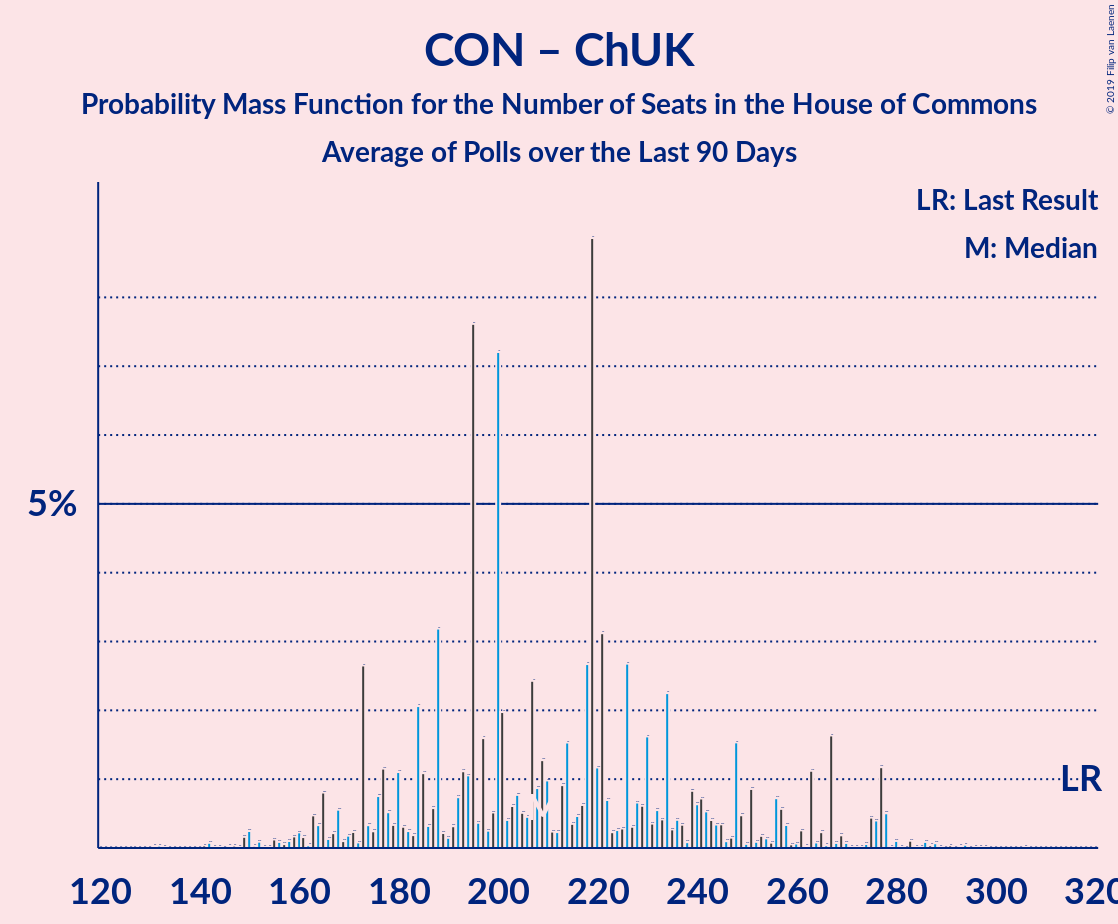 CON – ChUK
Probability Mass Function for the Number of Seats in the House of Commons
Average of Polls over the Last 90 Days
© 2019 Filip van Laenen
LR: Last Result
M: Median
5%
LR
120 140 160 180 200 220 240 260 280 300 320